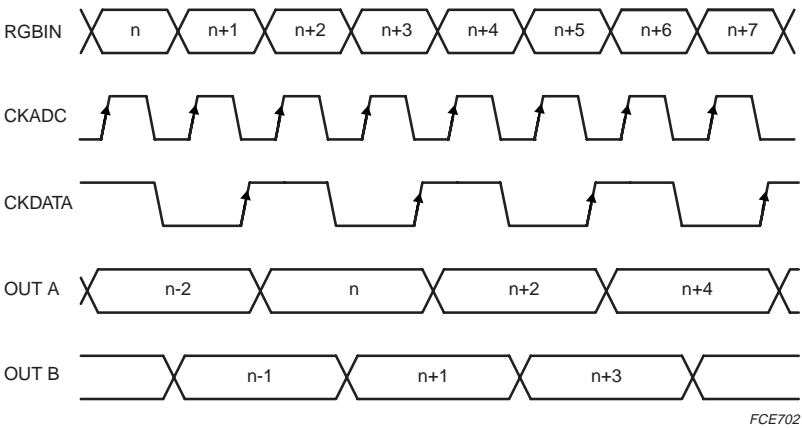 RGBIN n n+1 n+2 n+3 n+4 n+5 n+6 n+7
CKADC
CKDATA
OUT A n-2 n n+2 n+4
OUT B n-1 n+1 n+3
FCE702